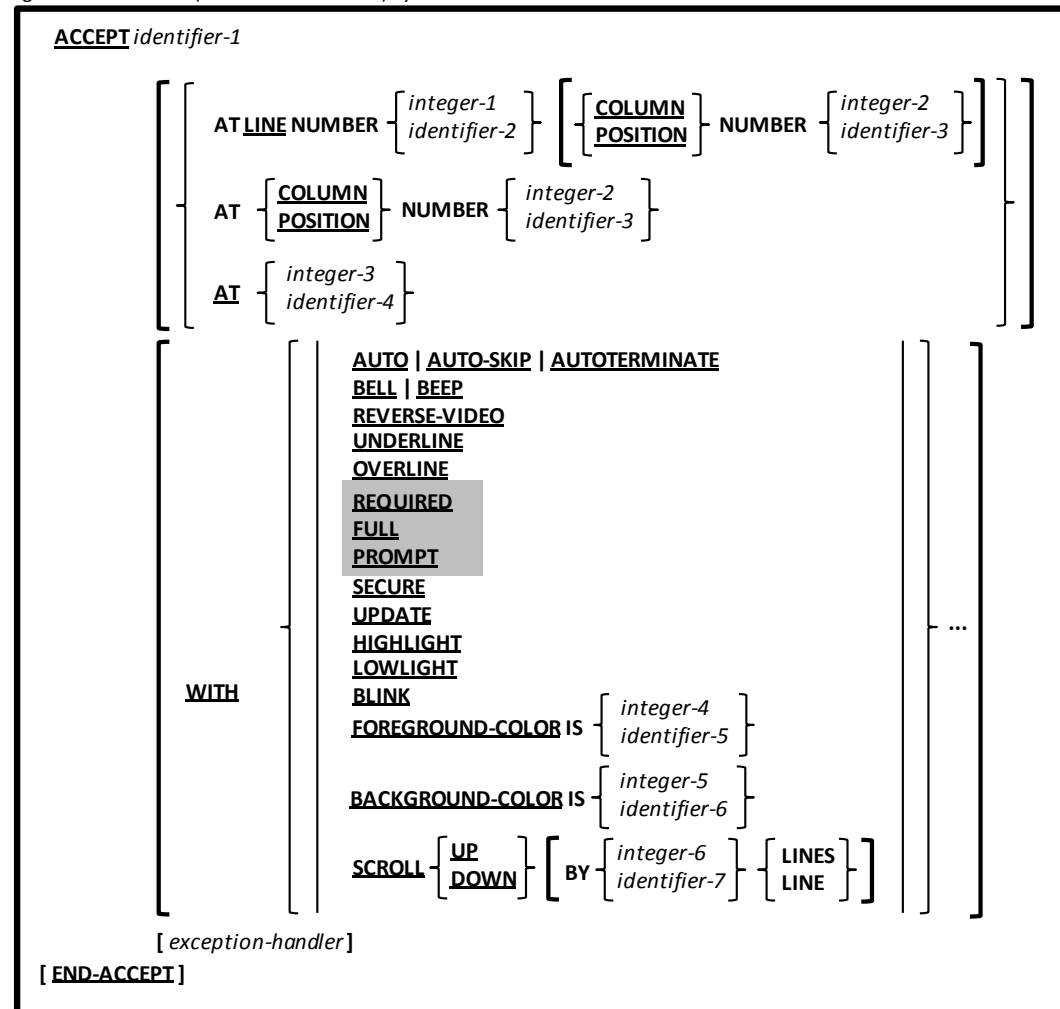 ACCEPT identifier-1
AT LINE NUMBER integer-1 identifier-2 COLUMN POSITION NUMBER integer-2 identifier-3
AT COLUMN POSITION NUMBER integer-2 identifier-3
AT integer-3 identifier-4
AUTO | AUTO-SKIP | AUTOTERMINATE
BELL | BEEP
REVERSE-VIDEO
UNDERLINE
OVERLINE
REQUIRED
FULL
PROMPT
SECURE
UPDATE
HIGHLIGHT
LOWLIGHT
WITH BLINK
FOREGROUND-COLOR IS integer-4 identifier-5
BACKGROUND-COLOR IS integer-5 identifier-6
SCROLL UP DOWN BY integer-6 identifier-7 LINES LINE
...
[ exception-handler ]
[ END-ACCEPT ]